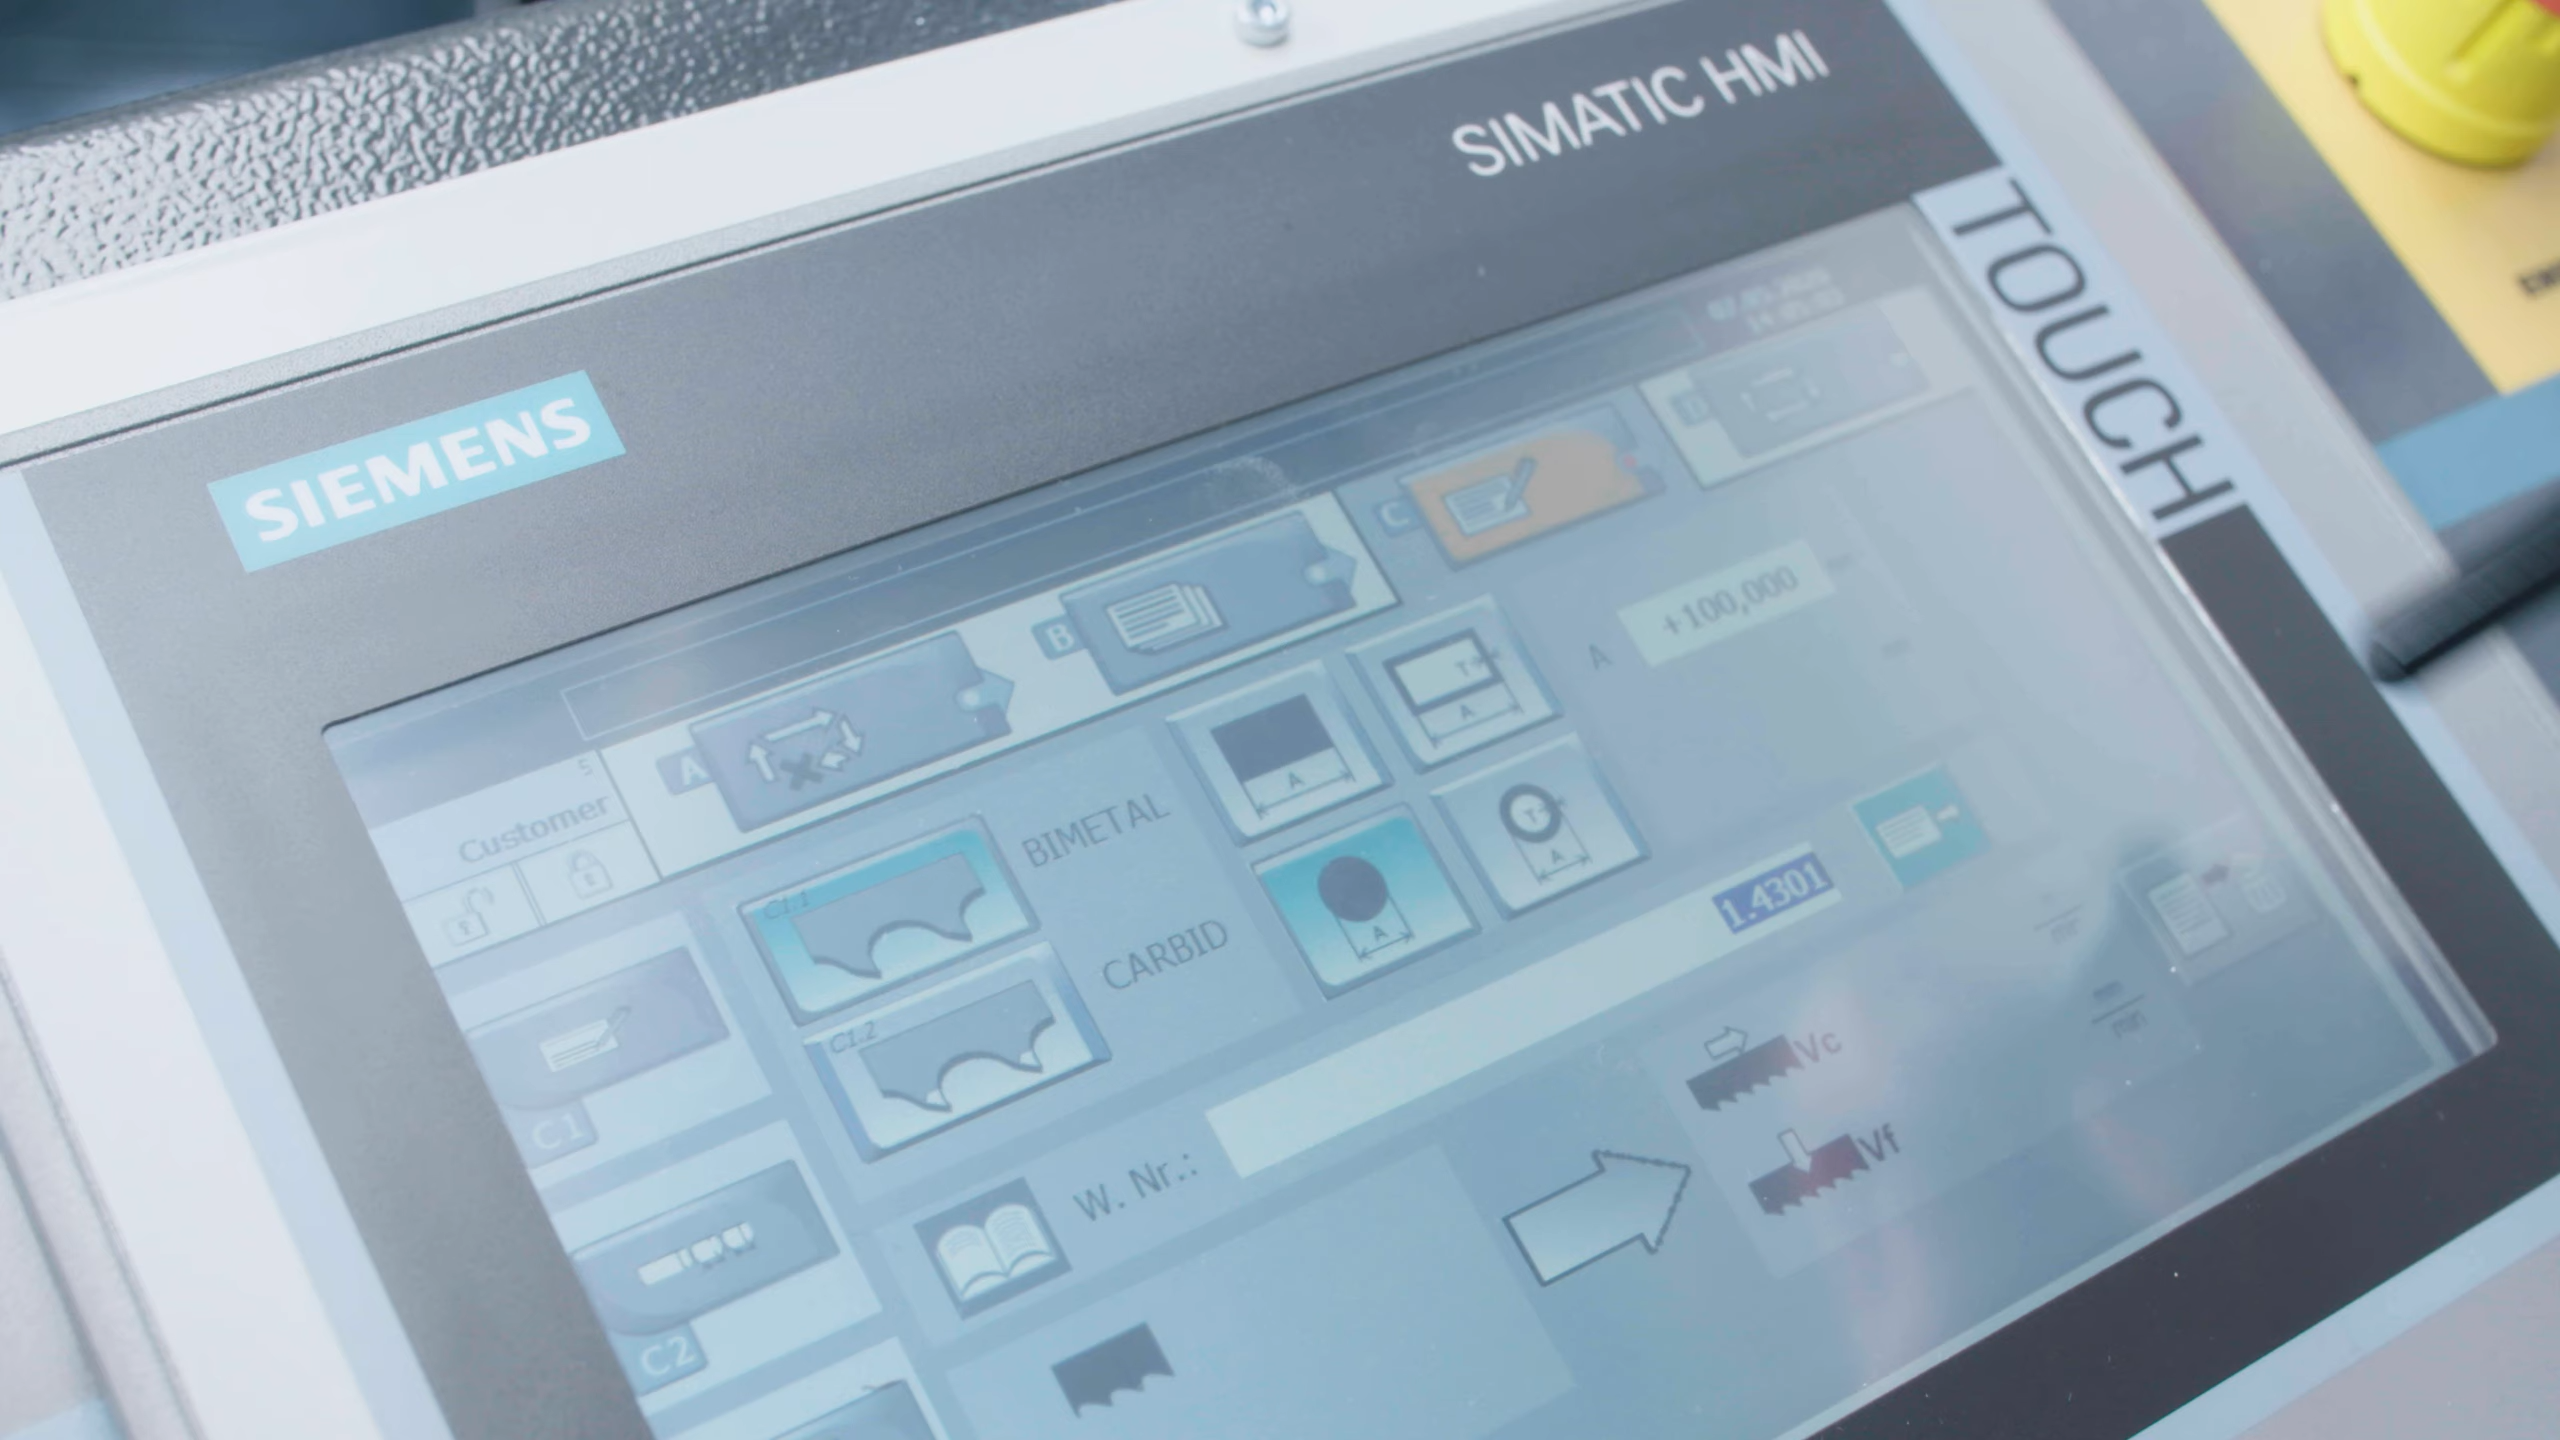 SIMATIC HMI
SIEMENS
TOUCH
5
Customer
A
B
C
D
C1.1
BIMETAL
C1.2
CARBID
A
T
A
A
T
A
A
+100,000
W. Nr.:
1.4301
Vc
Vf
C1
C2